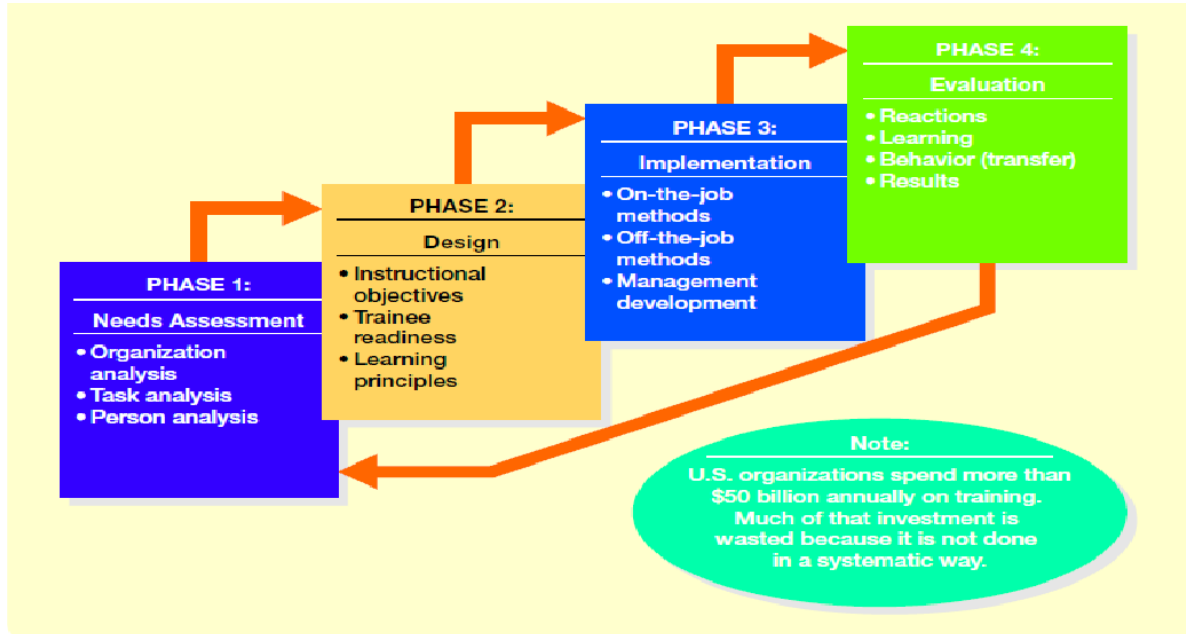 PHASE 1:
Needs Assessment
• Organization
analysis
• Task analysis
• Person analysis
PHASE 2:
Design
• Instructional
objectives
• Trainee
readiness
• Learning
principles
PHASE 3:
Implementation
• On-the-job
methods
• Off-the-job
methods
• Management
development
PHASE 4:
Evaluation
• Reactions
• Learning
• Behavior (transfer)
• Results
Note:
U.S. organizations spend more than
$50 billion annually on training.
Much of that investment is
wasted because it is not done
in a systematic way.